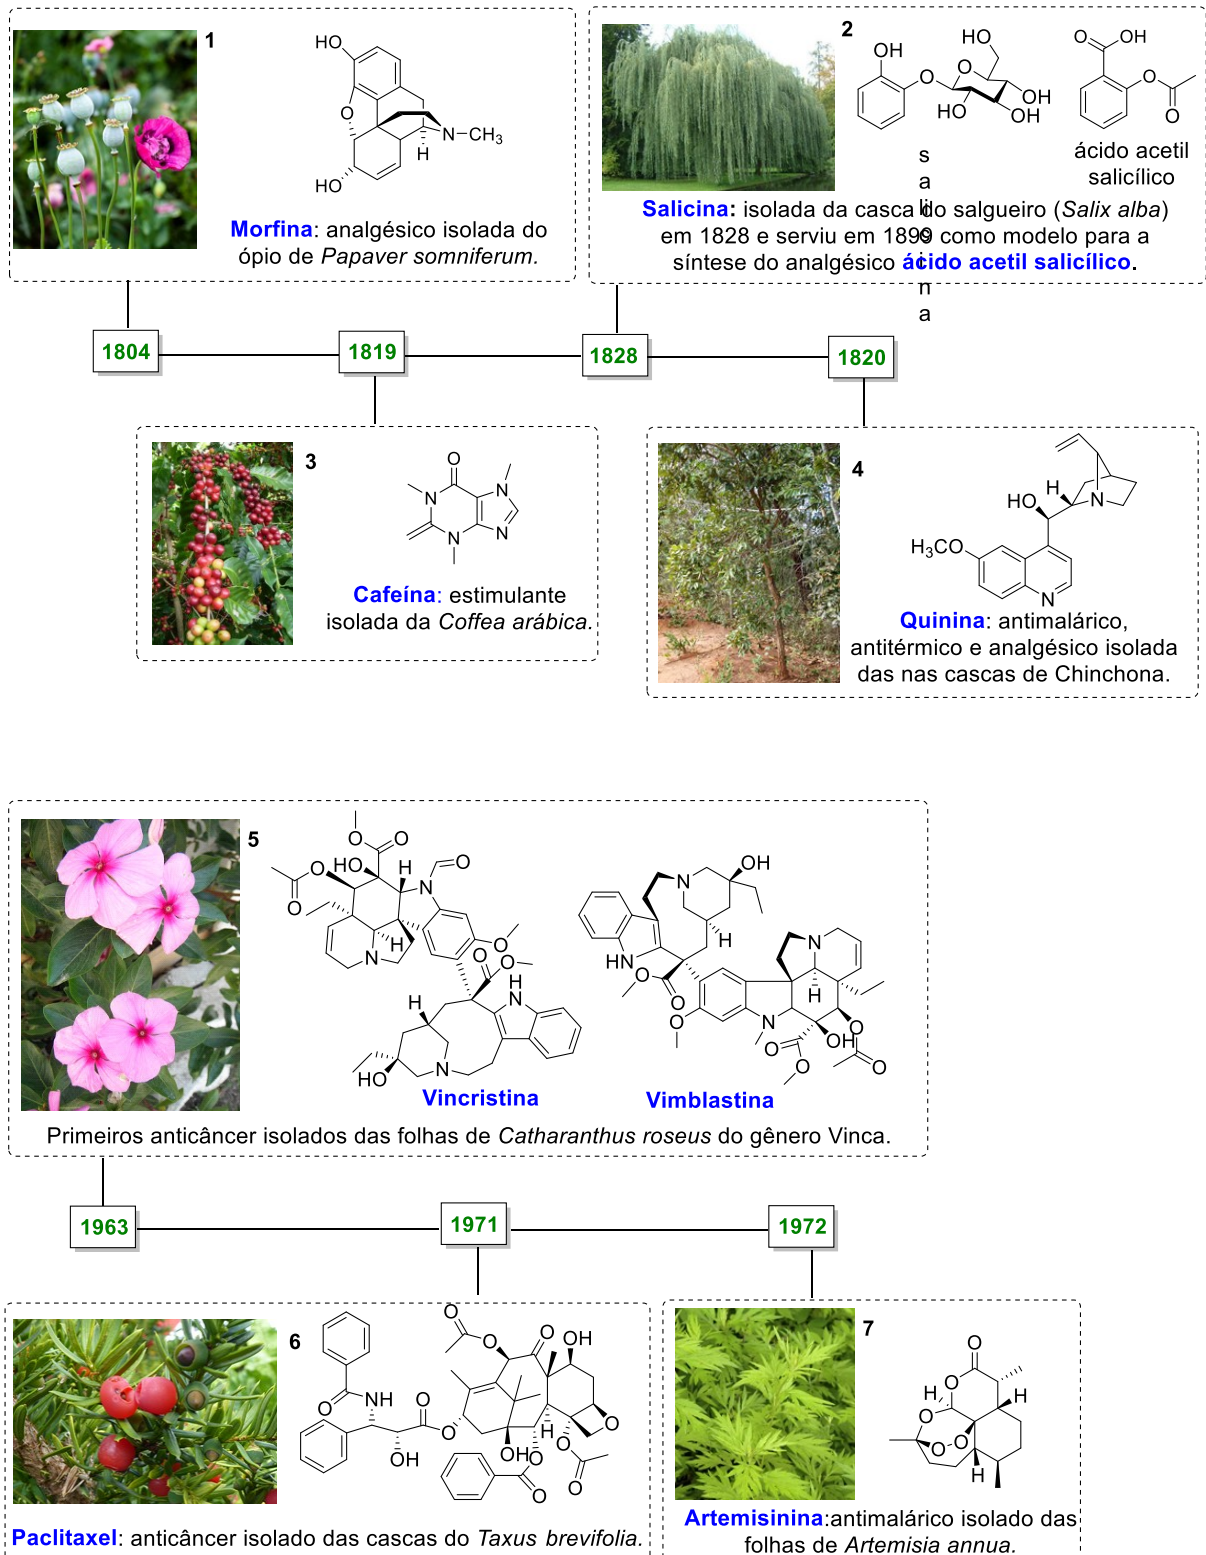 1
HO
O
N
CH3
H
HO
Morfina: analgésico isolada do
ópio de Papaver somniferum.
2
OH
O
HO
O
OH
HO
OH
salicina
O
OH
O
O
ácido acetil
salicílico
Salicina: isolada da casca do salgueiro (Salix alba)
em 1828 e serviu em 1899 como modelo para a
síntese do analgésico ácido acetil salicílico.
1804
1819
1828
1820
3
O
N
N
N
N
Cafeína: estimulante
isolada da Coffea arábica.
4
H
HO
N
H3CO
N
Quinina: antimalárico,
antitérmico e analgésico isolada
das nas cascas de Chinchona.
5
O
O
O
HO
H
N
O
O
H
N
O
O
O
H
N
H
N
HO
Vincristina
N
OH
H
HN
O
O
O
N
N
H
OH
O
O
O
O
Vimblastina
Primeiros anticâncer isolados das folhas de Catharanthus roseus do gênero Vinca.
1963
1971
1972
6
O
O
O
OH
NH
O
O
O
OH
OH
O
O
H
O
O
O
O
Paclitaxel: anticâncer isolado das cascas do Taxus brevifolia.
7
O
O
H
H
O
O
O
H
Artemisinina:antimalárico isolado das
folhas de Artemisia annua.